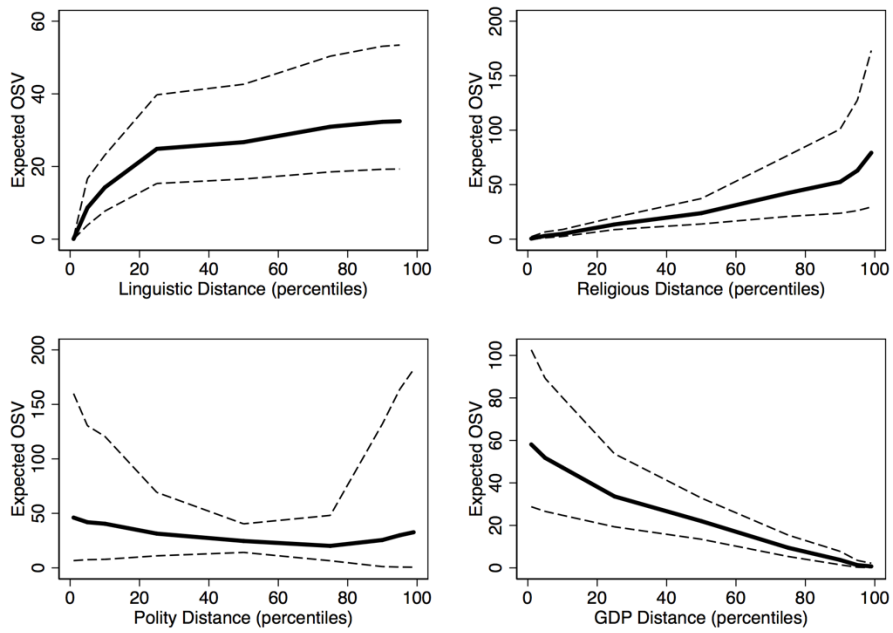 Expected OSV
0 20 40 60
0 20 40 60 80 100
Linguistic Distance (percentiles)
Expected OSV
0 50 100 150 200
0 20 40 60 80 100
Religious Distance (percentiles)
Expected OSV
0 50 100 150 200
0 20 40 60 80 100
Polity Distance (percentiles)
Expected OSV
0 20 40 60 80 100
0 20 40 60 80 100
GDP Distance (percentiles)